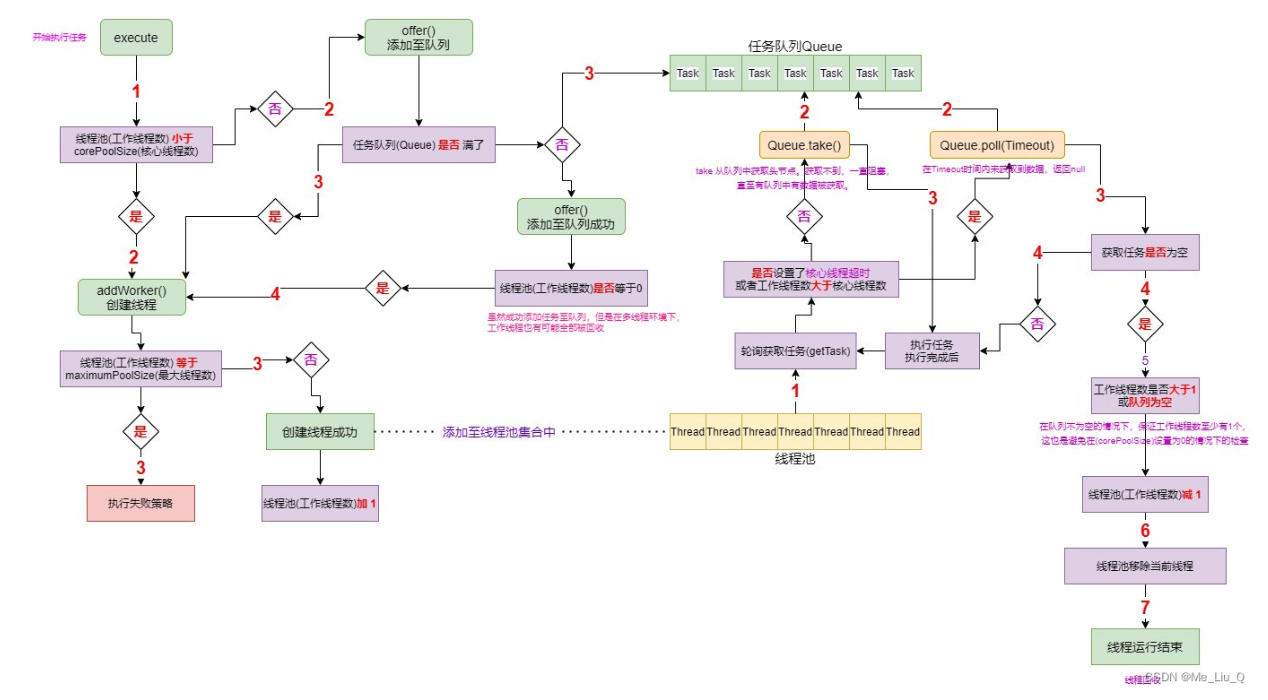 开始执行任务
execute
1
线程池(工作线程数) 小于
corePoolSize(核心线程数)
否
2
offer()
添加至队列
任务队列(Queue) 是否 满了
是
2
3
是
否
3
offer()
添加至队列成功
线程池(工作线程数)是否等于0
虽然成功添加任务至队列，但是在多线程环境下，
工作线程也有可能全部被回收
是
4
addWorker()
创建线程
线程池(工作线程数) 等于
maximumPoolSize(最大线程数)
3
否
是
3
执行失败策略
创建线程成功
线程池(工作线程数)加 1
添加至线程池集合中
任务队列Queue
Task
Task
Task
Task
Task
Task
Task
2
2
Queue.take()
take 从队列中获取头节点。获取不到，一直阻塞，
直至有队列中有数据被获取。
Queue.poll(Timeout)
在Timeout时间内未获取到数据，返回null
否
3
是
3
是否设置了核心线程超时
或者工作线程数大于核心线程数
轮询获取任务(getTask)
执行任务
执行完成后
1
Thread
Thread
Thread
Thread
Thread
Thread
Thread
线程池
获取任务是否为空
4
否
4
是
5
工作线程数是否大于1
或队列为空
在队列不为空的情况下，保证工作线程数至少有1个，
这也是避免在(corePoolSize)设置为0的情况下的检查
线程池(工作线程数)减 1
6
线程池移除当前线程
7
线程运行结束
线程回收
CSDN @Me_Liu_Q